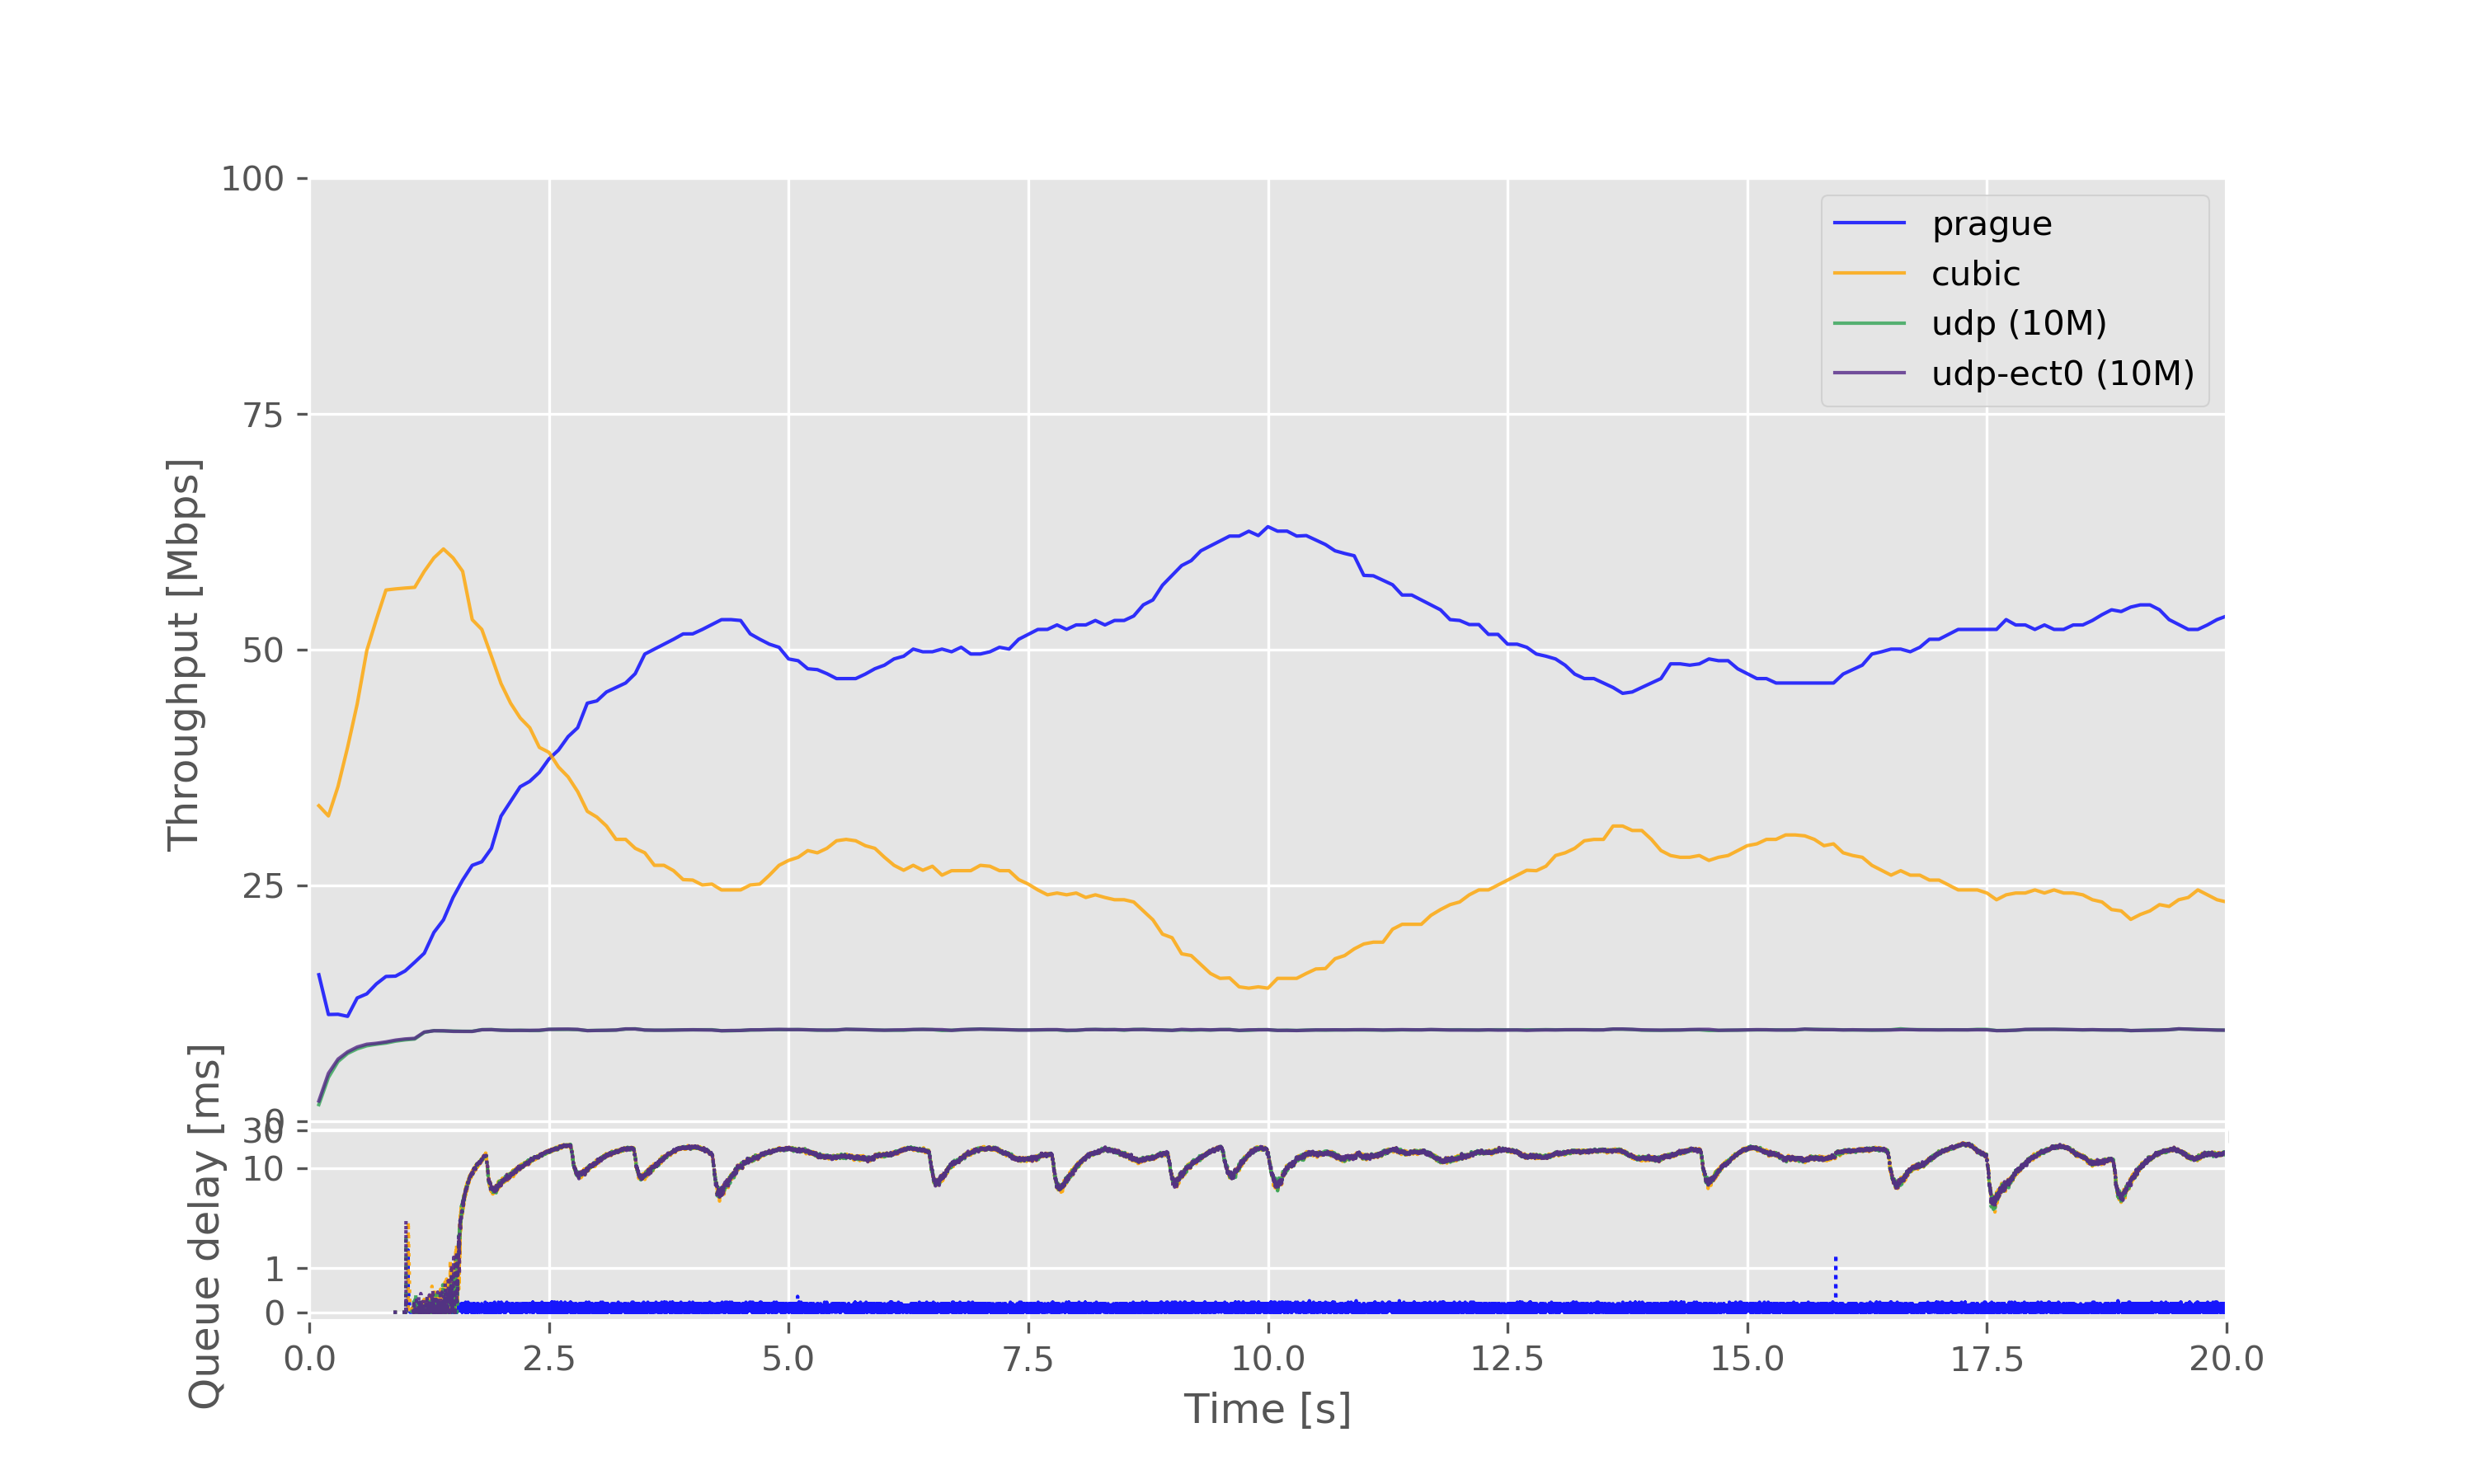 100
75
50
25
0
Throughput [Mbps]
prague
cubic
udp (10M)
udp-ect0 (10M)
30
10
1
0
Queue delay [ms]
0.0 2.5 5.0 7.5 10.0 12.5 15.0 17.5 20.0
Time [s]